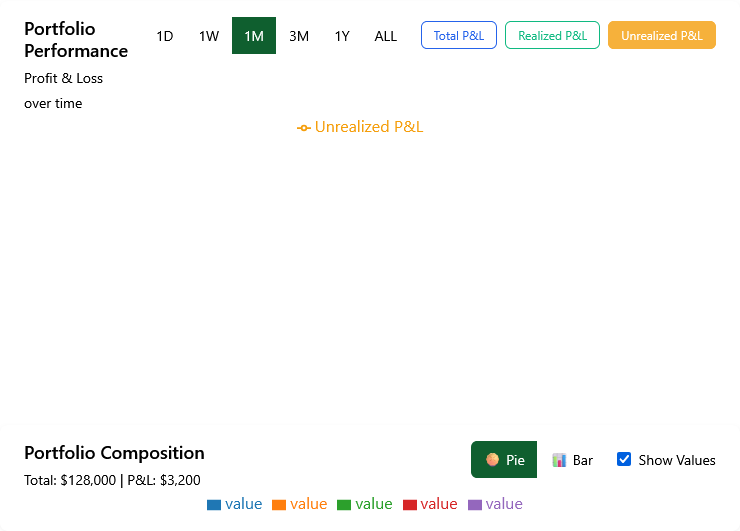 Portfolio
Performance
Profit & Loss
over time
1D 1W 1M 3M 1Y ALL
Total P&L Realized P&L Unrealized P&L
Unrealized P&L
Portfolio Composition
Total: $128,000 | P&L: $3,200
Pie Bar Show Values
value value value value value